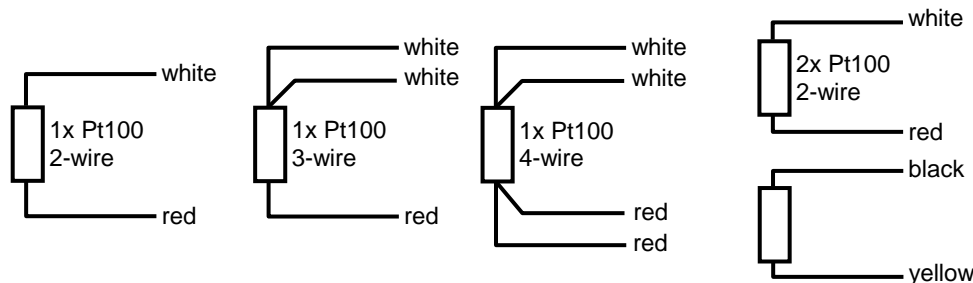 white
1x Pt100
2-wire
red
white
white
1x Pt100
3-wire
red
white
white
1x Pt100
4-wire
red
red
white
2x Pt100
2-wire
red
black
yellow